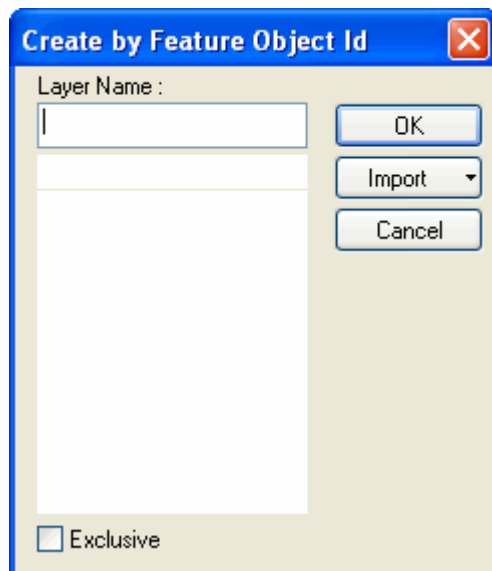 Create by Feature Object Id
Layer Name :
OK
Import
Cancel
Exclusive